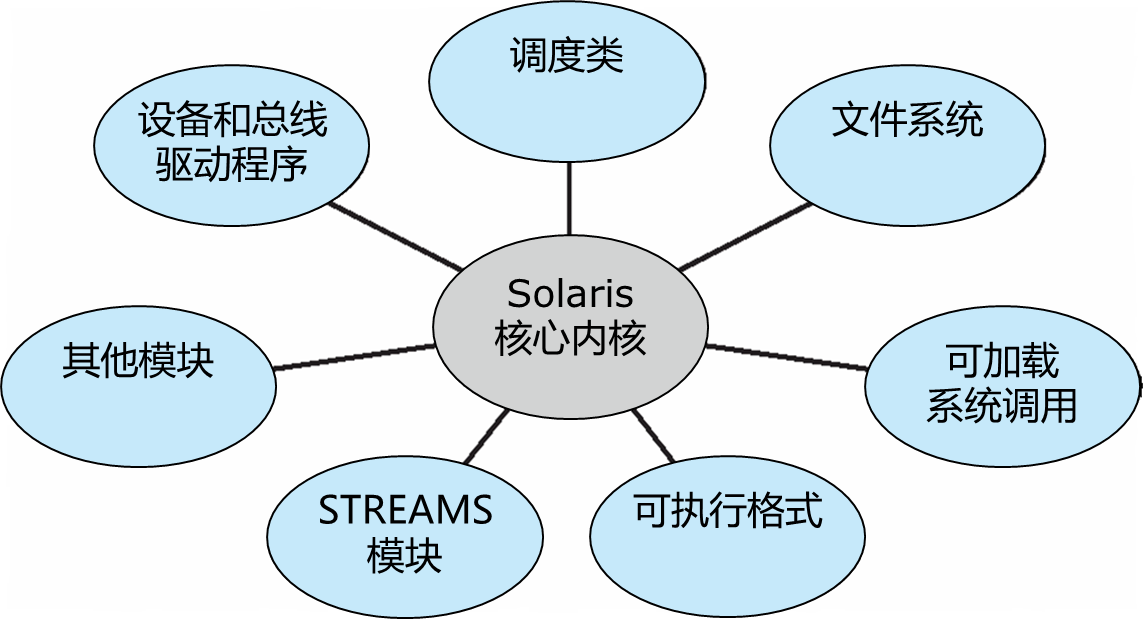 调度类
设备和总线
驱动程序
文件系统
Solaris
核心内核
其他模块
可加载
系统调用
STREAMS
模块
可执行格式